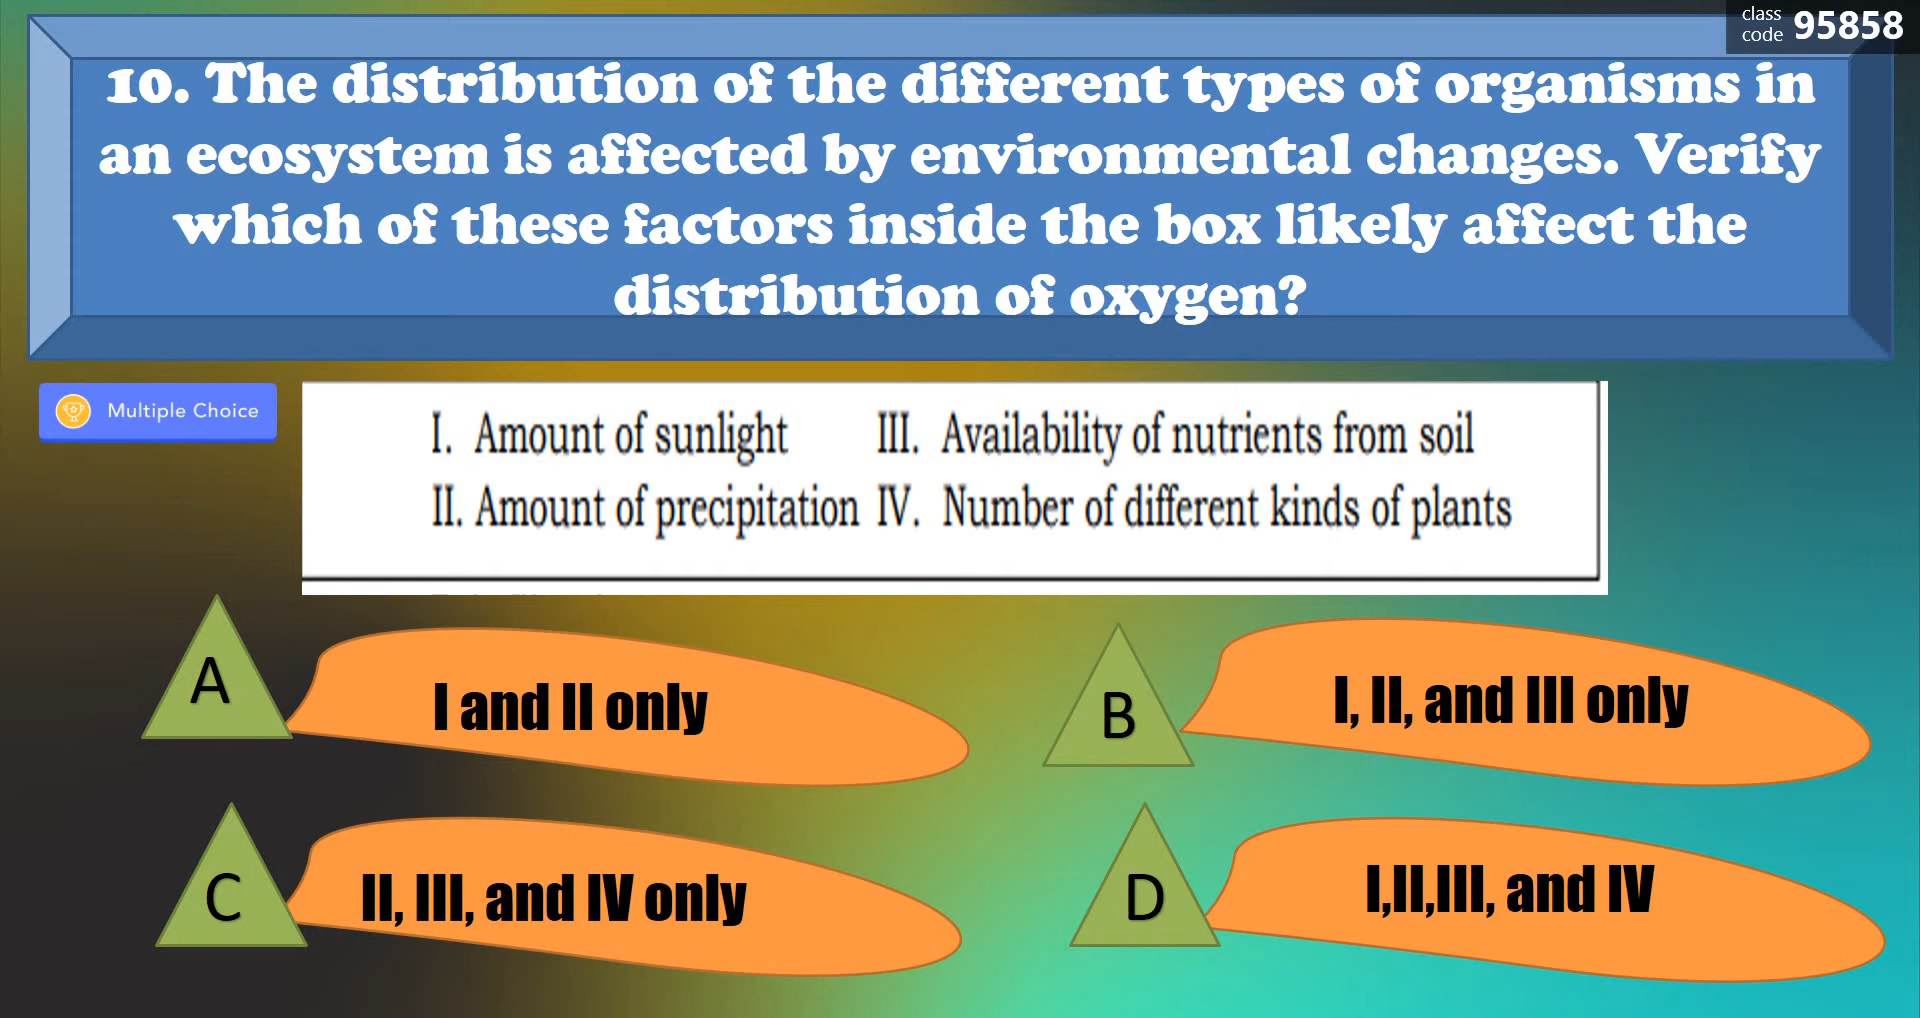 class
code 95858
10. The distribution of the different types of organisms in
an ecosystem is affected by environmental changes. Verify
which of these factors inside the box likely affect the
distribution of oxygen?
Multiple Choice
I. Amount of sunlight III. Availability of nutrients from soil
II. Amount of precipitation IV. Number of different kinds of plants
A I and II only
B I, II, and III only
C II, III, and IV only
D I,II,III, and IV